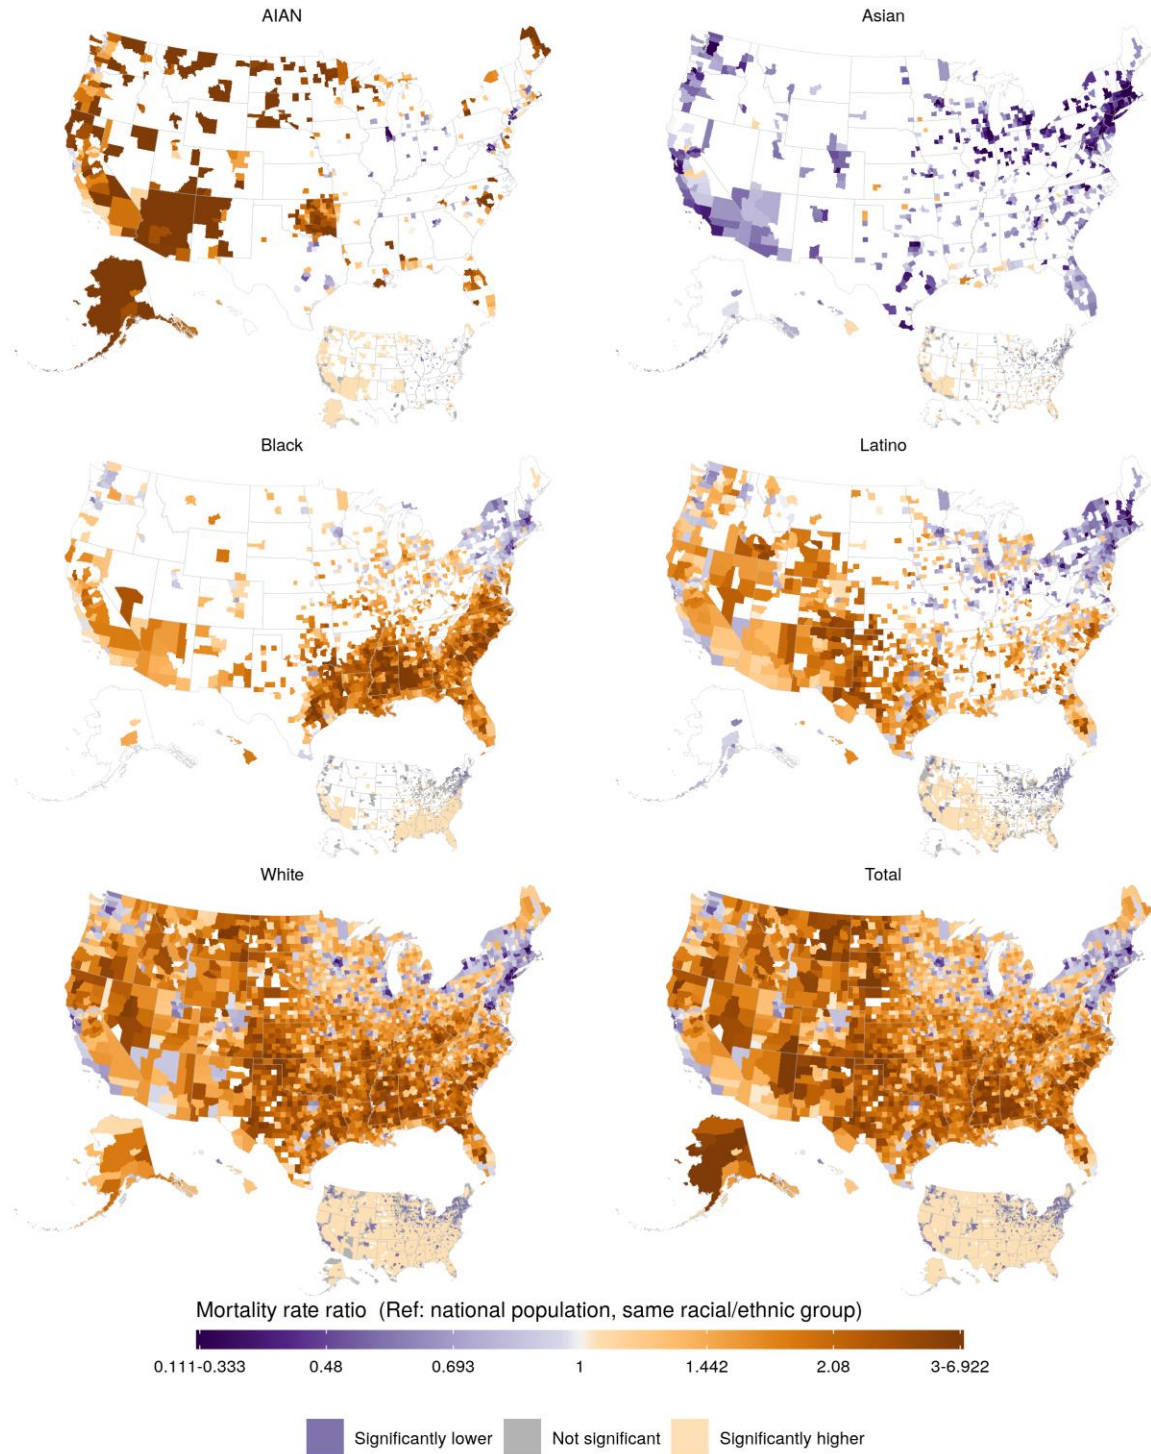 AIAN
Asian
Black
Latino
White
Total
Mortality rate ratio (Ref: national population, same racial/ethnic group)
0.111-0.333 0.48 0.693 1 1.442 2.08 3-6.922
Significantly lower Not significant Significantly higher